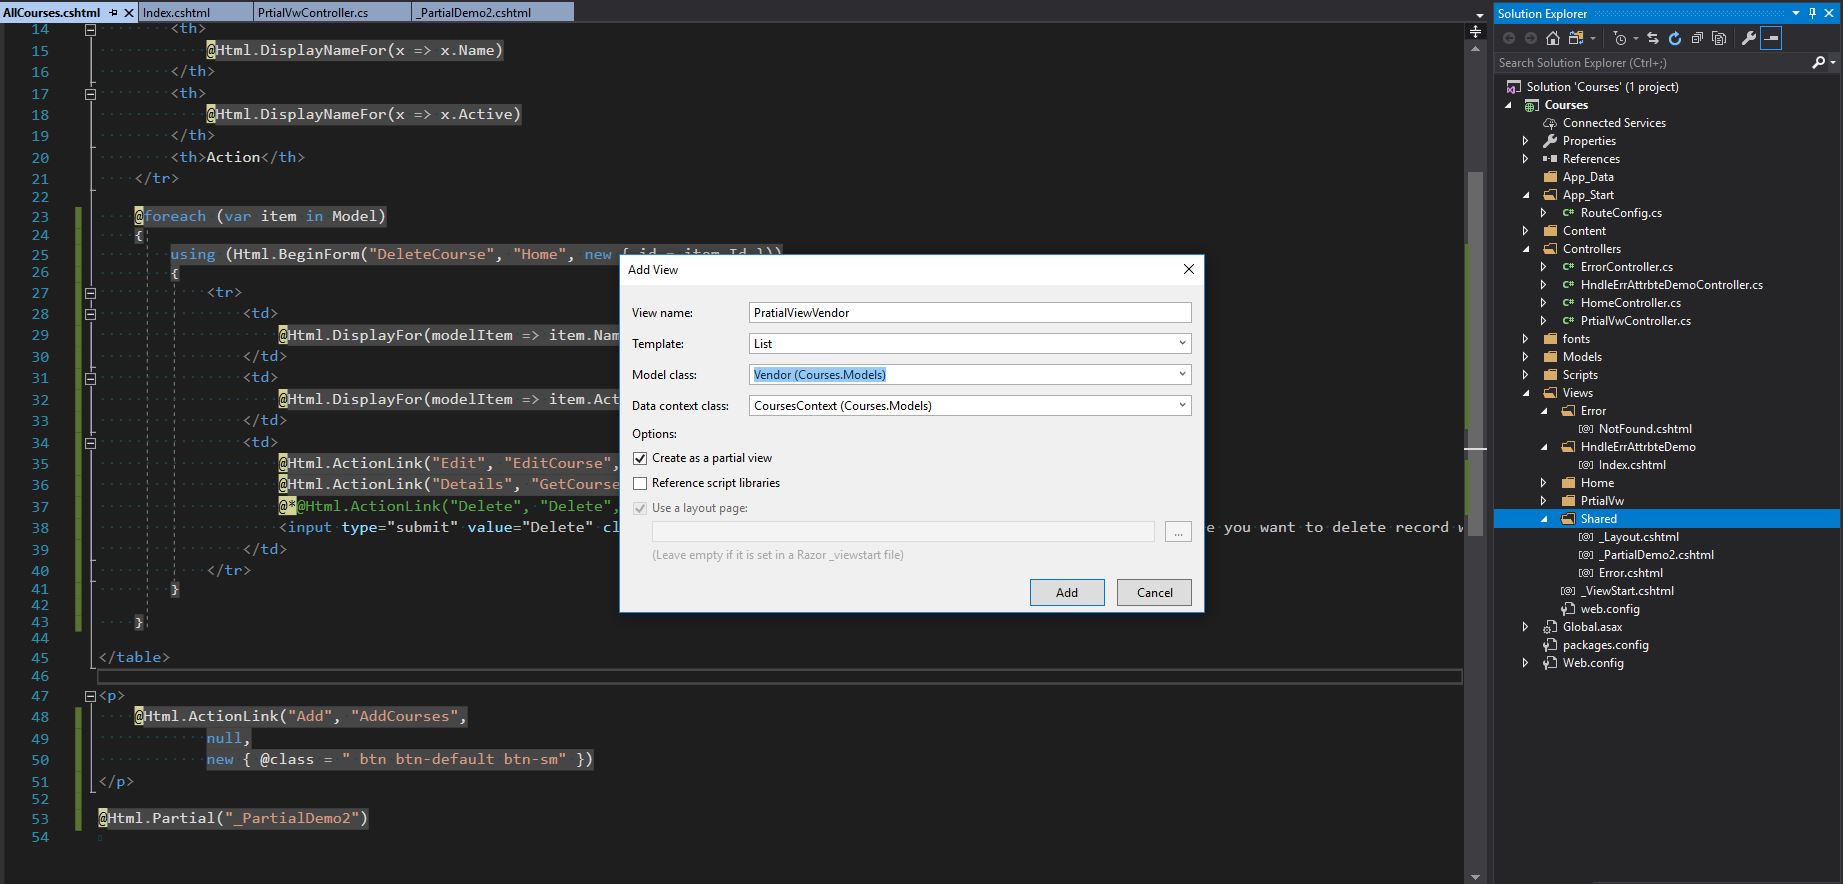 AllCourses.cshtml
Index.cshtml
PrtialVwController.cs
_PartialDemo2.cshtml
14 <th>
15 @Html.DisplayNameFor(x => x.Name)
16 </th>
17 <th>
18 @Html.DisplayNameFor(x => x.Active)
19 </th>
20 <th>Action</th>
21 </tr>
22
23 @foreach (var item in Model)
24 {
25 using (Html.BeginForm("DeleteCourse", "Home", new { id = item.Id }))
26 {
27 <tr>
28 <td>
29 @Html.DisplayFor(modelItem => item.Nam
30 </td>
31 <td>
32 @Html.DisplayFor(modelItem => item.Act
33 </td>
34 <td>
35 @Html.ActionLink("Edit", "EditCourse",
36 @Html.ActionLink("Details", "GetCourse
37 @*@Html.ActionLink("Delete", "Delete",
38 <input type="submit" value="Delete" cl e you want to delete record w
39 </td>
40 </tr>
41 }
42
43 }
44
45 </table>
46
47 <p>
48 @Html.ActionLink("Add", "AddCourses",
49 null,
50 new { @class = " btn btn-default btn-sm" })
51 </p>
52
53 @Html.Partial("_PartialDemo2")
54
Add View
View name: PratialViewVendor
Template: List
Model class: Vendor (Courses.Models)
Data context class: CoursesContext (Courses.Models)
Options:
Create as a partial view
Reference script libraries
Use a layout page:
...
(Leave empty if it is set in a Razor _viewstart file)
Add Cancel
Solution Explorer
Search Solution Explorer (Ctrl+;)
Solution 'Courses' (1 project)
Courses
Connected Services
Properties
References
App_Data
App_Start
C# RouteConfig.cs
Content
Controllers
C# ErrorController.cs
C# HndleErrAttrbteDemoController.cs
C# HomeController.cs
C# PrtialVwController.cs
fonts
Models
Scripts
Views
Error
[@] NotFound.cshtml
HndleErrAttrbteDemo
[@] Index.cshtml
Home
PrtialVw
Shared
[@] _Layout.cshtml
[@] _PartialDemo2.cshtml
[@] Error.cshtml
[@] _ViewStart.cshtml
web.config
Global.asax
packages.config
Web.config